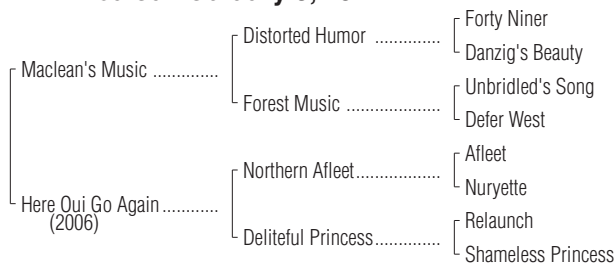 Forty Niner
Distorted Humor ..............
Danzig's Beauty
Maclean's Music .............
Unbridled's Song
Forest Music ....................
Defer West
Afleet
Northern Afleet.................
Nuryette
Here Oui Go Again ...........
(2006)
Relaunch
Deliteful Princess..............
Shameless Princess